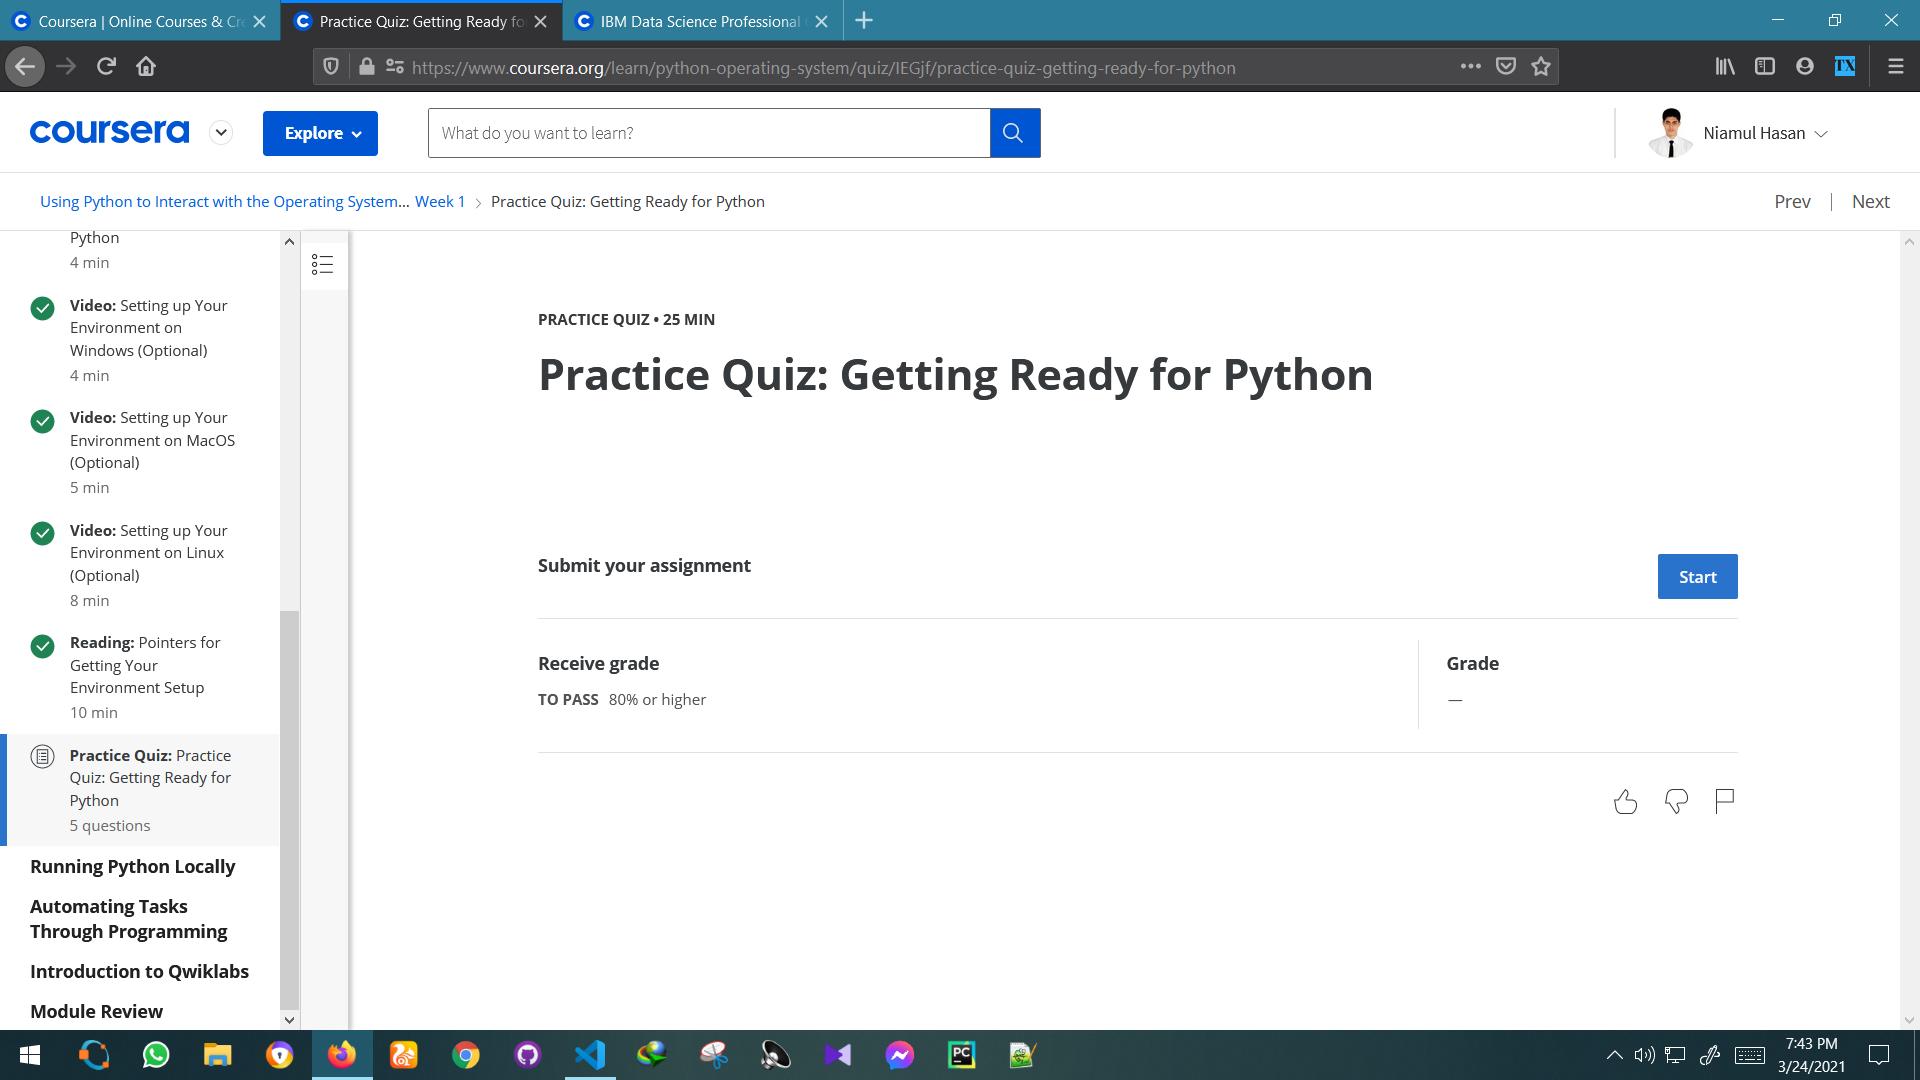 Coursera | Online Courses & Cre
Practice Quiz: Getting Ready fo
IBM Data Science Professional
https://www.coursera.org/learn/python-operating-system/quiz/IEGjf/practice-quiz-getting-ready-for-python
TX
coursera
Explore
What do you want to learn?
Niamul Hasan
Using Python to Interact with the Operating System... Week 1 > Practice Quiz: Getting Ready for Python
Prev | Next
Python
4 min
Video: Setting up Your
Environment on
Windows (Optional)
4 min
Video: Setting up Your
Environment on MacOS
(Optional)
5 min
Video: Setting up Your
Environment on Linux
(Optional)
8 min
Reading: Pointers for
Getting Your
Environment Setup
10 min
Practice Quiz: Practice
Quiz: Getting Ready for
Python
5 questions
Running Python Locally
Automating Tasks
Through Programming
Introduction to Qwiklabs
Module Review
PRACTICE QUIZ • 25 MIN
Practice Quiz: Getting Ready for Python
Submit your assignment
Start
Receive grade
TO PASS 80% or higher
Grade
—
PC
7:43 PM
3/24/2021